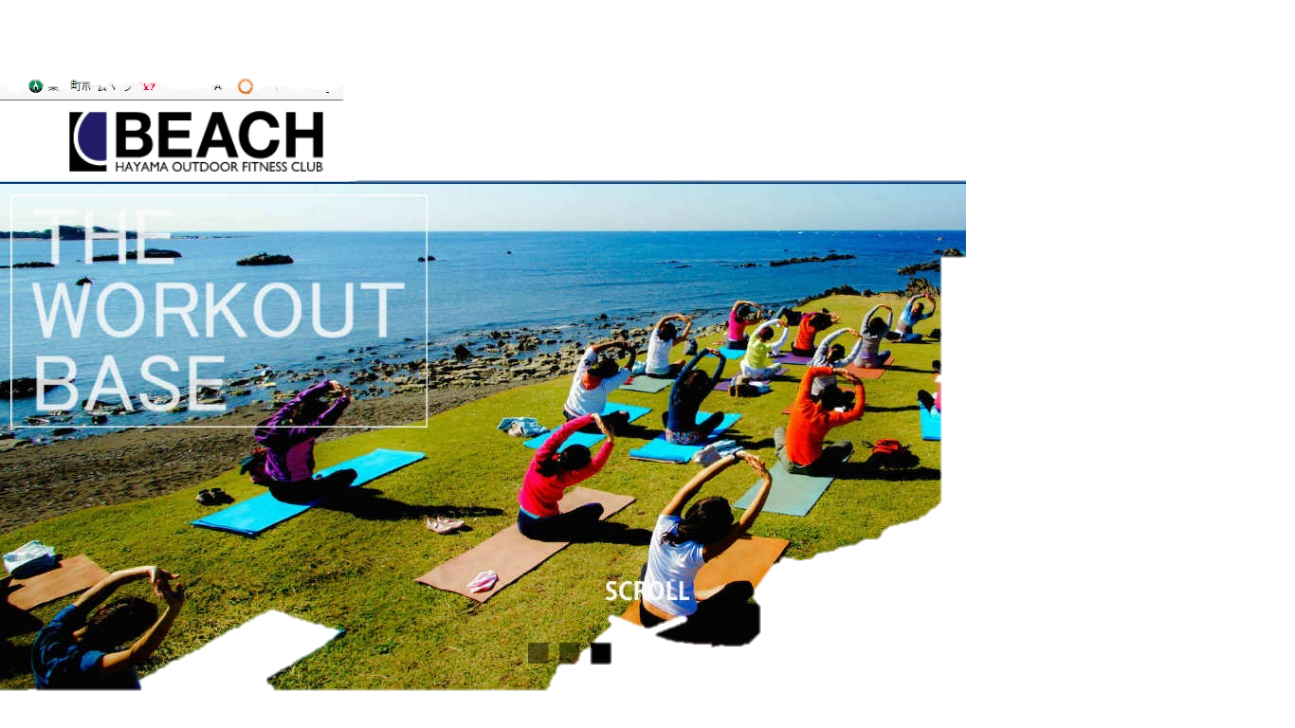 BEACH
HAYAMA OUTDOOR FITNESS CLUB
THE
WORKOUT
BASE
SCROLL